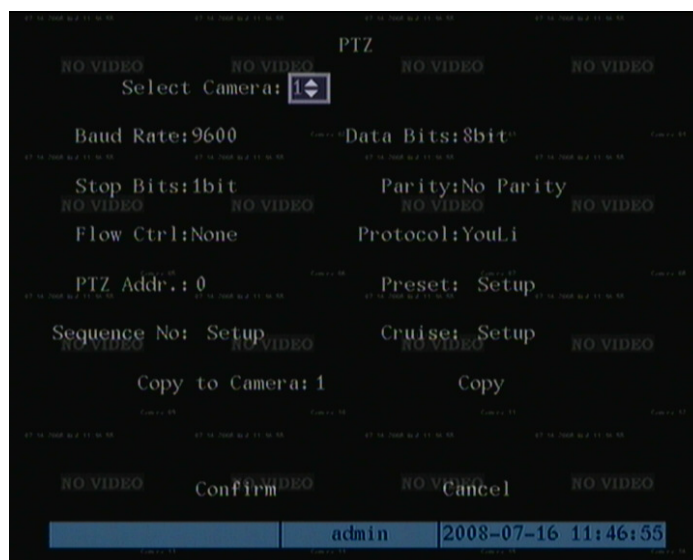 PTZ
NO VIDEO NO VIDEO NO VIDEO NO VIDEO
Select Camera: 1
Baud Rate:9600 Data Bits:8bit
Stop Bits:1bit Parity:No Parity
NO VIDEO NO VIDEO NO VIDEO NO VIDEO
Flow Ctrl:None Protocol:YouLi
PTZ Addr.:0 Preset: Setup
Sequence No: Setup Cruise: Setup
NO VIDEO NO VIDEO NO VIDEO NO VIDEO
Copy to Camera:1 Copy
NO VIDEO NO VIDEO NO VIDEO NO VIDEO
Confirm Cancel
admin 2008-07-16 11:46:55